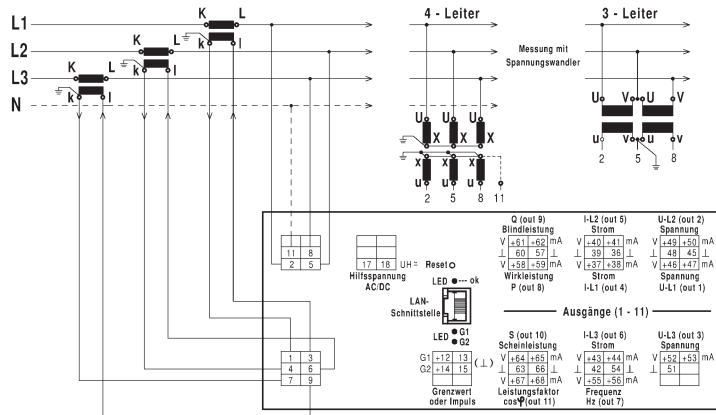 L1 K L 4 - Leiter 3 - Leiter
k l
L2 K L Messung mit
Spannungswandler
k l
L3 K L
k l
N
U U U U V U V
X X X
X X X
u u u u v u v
2 5 8 11 2 5 8
11 8
2 5
17 18 UH= Reset
Hilfsspannung
AC/DC
LED --- ok
LAN-
Schnittstelle
LED G1
G2
G1 +12 13 (⊥)
G2 +14 15
Grenzwert
oder Impuls
1 3
4 6
7 9
Q (out 9) I-L2 (out 5) U-L2 (out 2)
Blindleistung Strom Spannung
V +61 +62 mA V +40 +41 mA V +49 +50 mA
⊥ 60 57 ⊥ ⊥ 39 36 ⊥ ⊥ 48 45 ⊥
V +58 +59 mA V +37 +38 mA V +46 +47 mA
Wirkleistung Strom Spannung
P (out 8) I-L1 (out 4) U-L1 (out 1)
Ausgänge (1 - 11)
S (out 10) I-L3 (out 6) U-L3 (out 3)
Scheinleistung Strom Spannung
V +64 +65 mA V +43 +44 mA V +52 +53 mA
⊥ 63 66 ⊥ ⊥ 42 54 ⊥ ⊥ 51
V +67 +68 mA V +55 +56 mA
Leistungsfaktor Frequenz
cosφ (out 11) Hz (out 7)